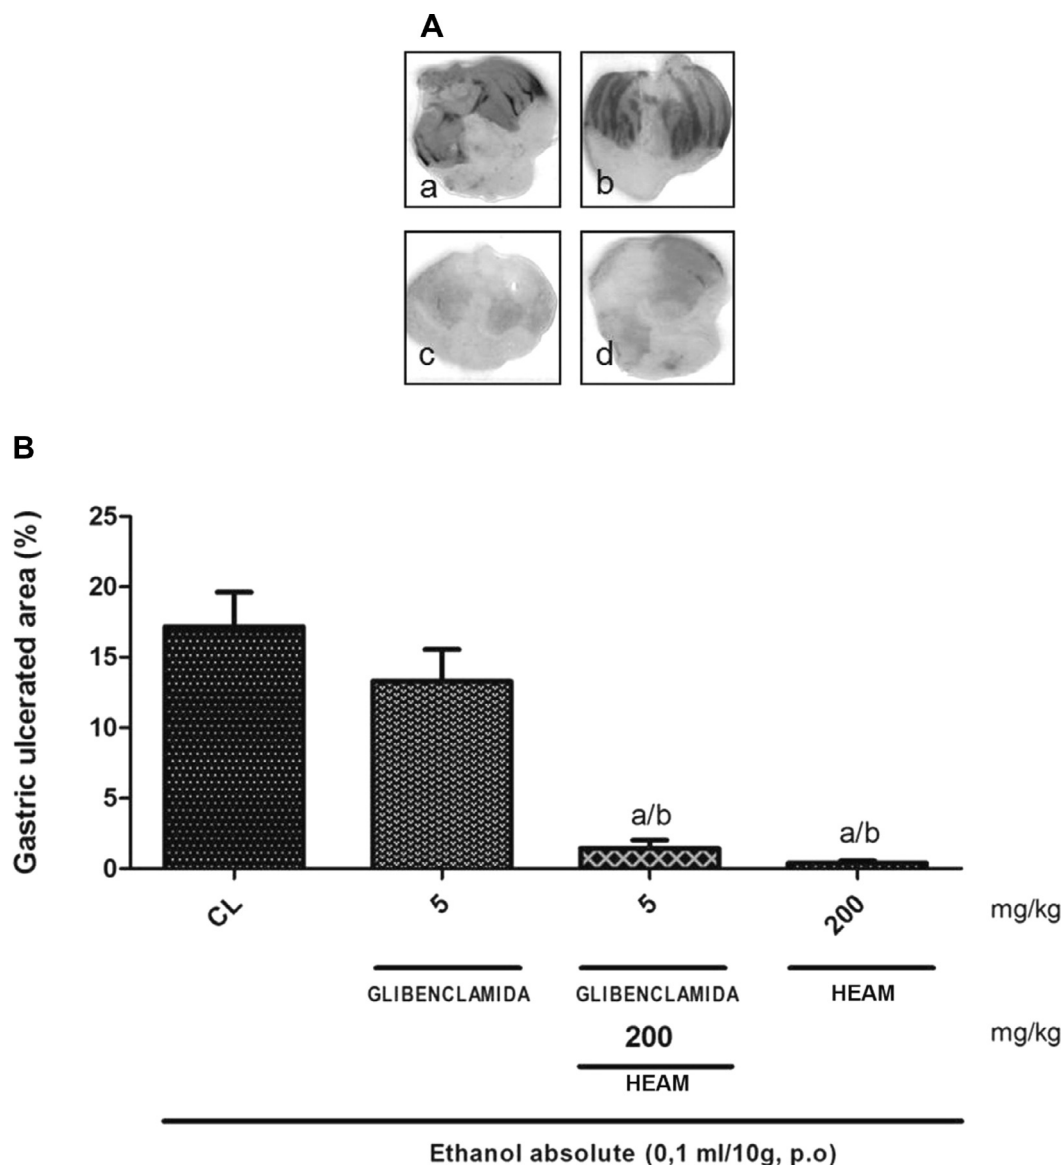 A
a
b
c
d
B
Gastric ulcerated area (%)
25
20
15
10
5
0
a/b
a/b
CL
5
5
200
mg/kg
GLIBENCLAMIDA
GLIBENCLAMIDA
HEAM
200
mg/kg
HEAM
Ethanol absolute (0,1 ml/10g, p.o)